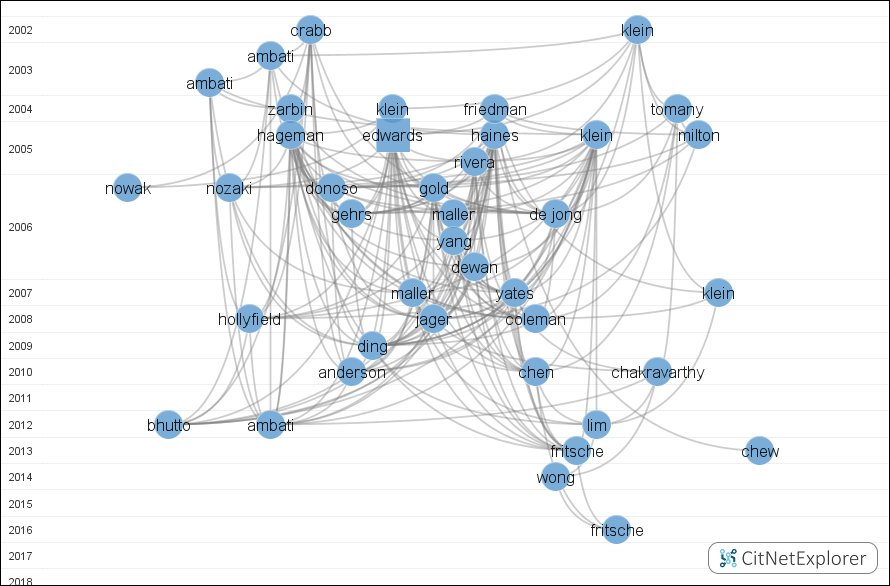 2002 crabb klein
ambati
2003
ambati
2004 zarbin klein friedman tomany
hageman edwards haines klein milton
2005
rivera
nowak nozaki donoso gold
gehrs maller de jong
2006
yang
dewan
2007 maller yates klein
2008 hollyfield jager coleman
2009 ding
2010 anderson chen chakravarthy
2011
2012 bhutto ambati lim
2013 fritsche chew
2014 wong
2015
2016 fritsche
2017
CitNetExplorer
2018